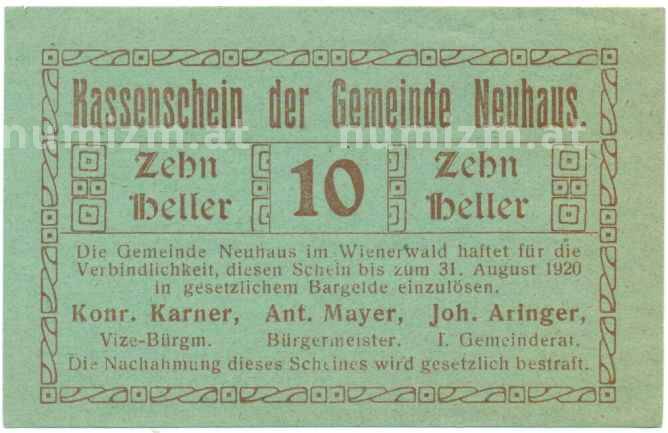 Kassenschein der Gemeinde Neuhaus.
numizm.at numizm.at
Zehn Heller 10 Zehn Heller
Die Gemeinde Neuhaus im Wienerwald haftet für die
Verbindlichkeit, diesen Schein bis zum 31. August 1920
in gesetzlichem Bargelde einzulösen.
Konr. Karner, Ant. Mayer, Joh. Aringer,
Vize-Bürgm. Bürgermeister. I. Gemeinderat.
Die Nachahmung dieses Scheines wird gesetzlich bestraft.